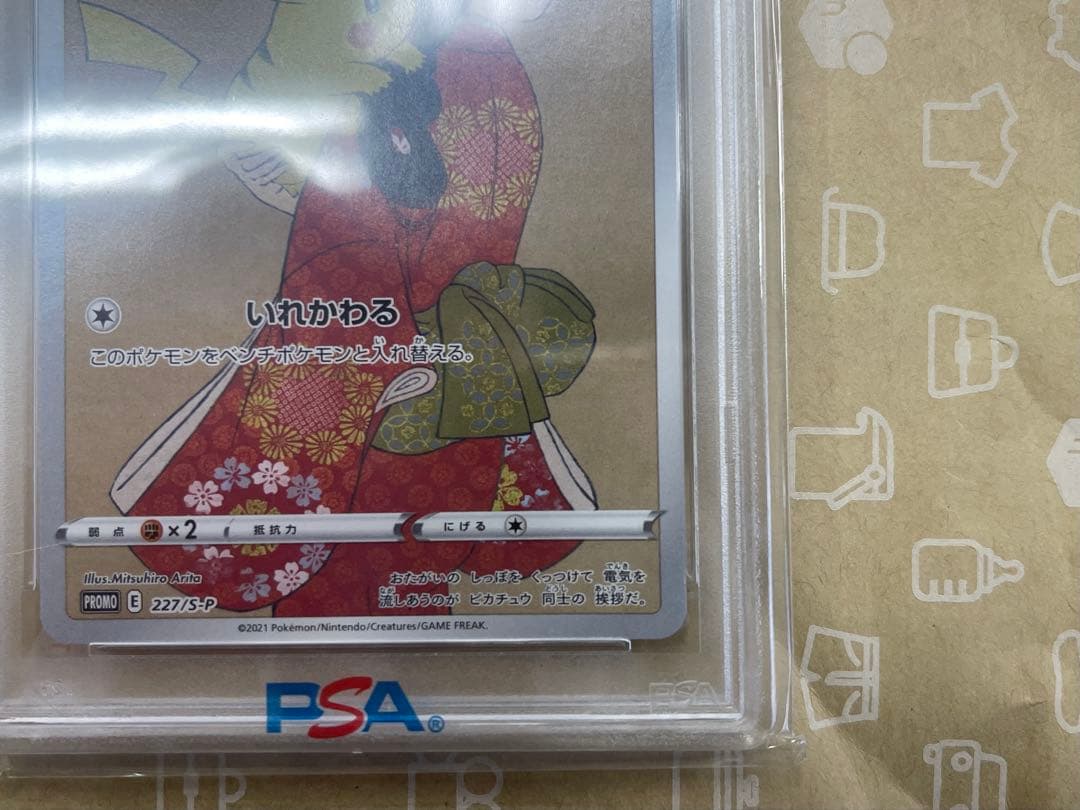 いれかわる
このポケモンをベンチポケモンと入れ替える。
弱点 ×2 抵抗力 にげる
Illus.Mitsuhiro Arita
PROMO E 227/S-P
おたがいの しっぽを くっつけて 電気を
流しあうのが ピカチュウ 同士の 挨拶だ。
©2021 Pokémon/Nintendo/Creatures/GAME FREAK.
PSA®
PSA